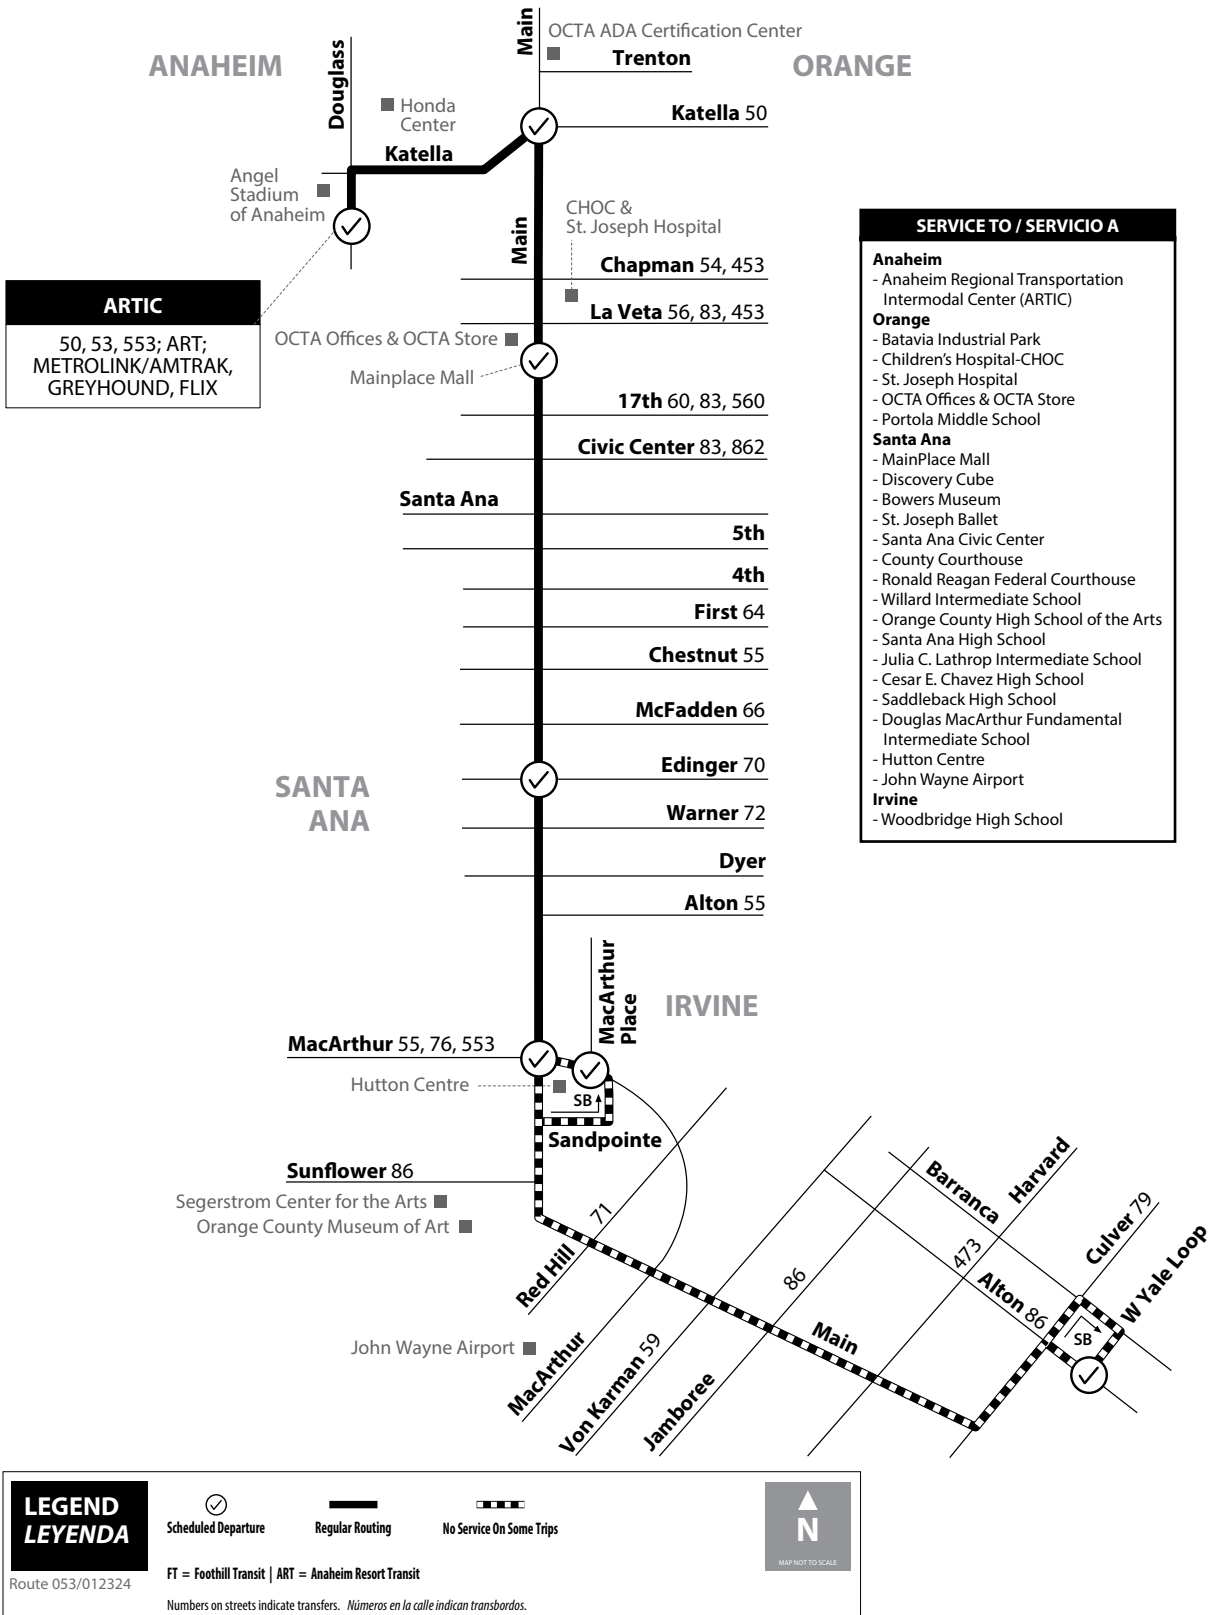 Main
OCTA ADA Certification Center
Trenton
ANAHEIM
ORANGE
Douglass
Honda
Center
Katella 50
Katella
Angel
Stadium
of Anaheim
CHOC &
St. Joseph Hospital
Main
Chapman 54, 453
La Veta 56, 83, 453
ARTIC
50, 53, 553; ART;
METROLINK/AMTRAK,
GREYHOUND, FLIX
OCTA Offices & OCTA Store
Mainplace Mall
17th 60, 83, 560
Civic Center 83, 862
Santa Ana
5th
4th
First 64
Chestnut 55
McFadden 66
Edinger 70
SANTA
ANA
Warner 72
Dyer
Alton 55
SERVICE TO / SERVICIO A
Anaheim
- Anaheim Regional Transportation
Intermodal Center (ARTIC)
Orange
- Batavia Industrial Park
- Children's Hospital-CHOC
- St. Joseph Hospital
- OCTA Offices & OCTA Store
- Portola Middle School
Santa Ana
- MainPlace Mall
- Discovery Cube
- Bowers Museum
- St. Joseph Ballet
- Santa Ana Civic Center
- County Courthouse
- Ronald Reagan Federal Courthouse
- Willard Intermediate School
- Orange County High School of the Arts
- Santa Ana High School
- Julia C. Lathrop Intermediate School
- Cesar E. Chavez High School
- Saddleback High School
- Douglas MacArthur Fundamental
Intermediate School
- Hutton Centre
- John Wayne Airport
Irvine
- Woodbridge High School
MacArthur
Place
IRVINE
MacArthur 55, 76, 553
Hutton Centre
SB
Sandpointe
Sunflower 86
Segerstrom Center for the Arts
Orange County Museum of Art
Red Hill 71
John Wayne Airport
MacArthur
Von Karman 59
Jamboree 86
Main
Barranca
Harvard 473
Alton 86
Culver 79
W Yale Loop
SB
LEGEND
LEYENDA
Route 053/012324
Scheduled Departure
Regular Routing
No Service On Some Trips
FT = Foothill Transit | ART = Anaheim Resort Transit
Numbers on streets indicate transfers. Números en la calle indican transbordos.
N
MAP NOT TO SCALE